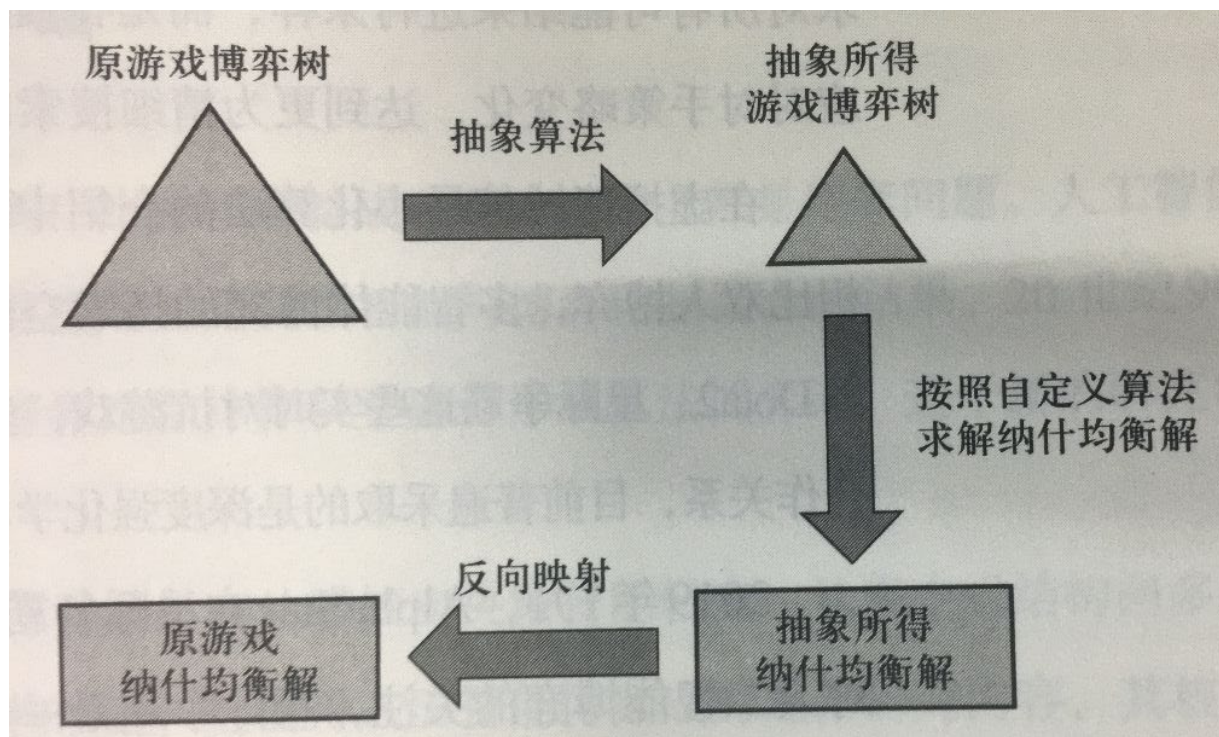 原游戏博弈树
抽象算法
抽象所得
游戏博弈树
按照自定义算法
求解纳什均衡解
反向映射
原游戏
纳什均衡解
抽象所得
纳什均衡解